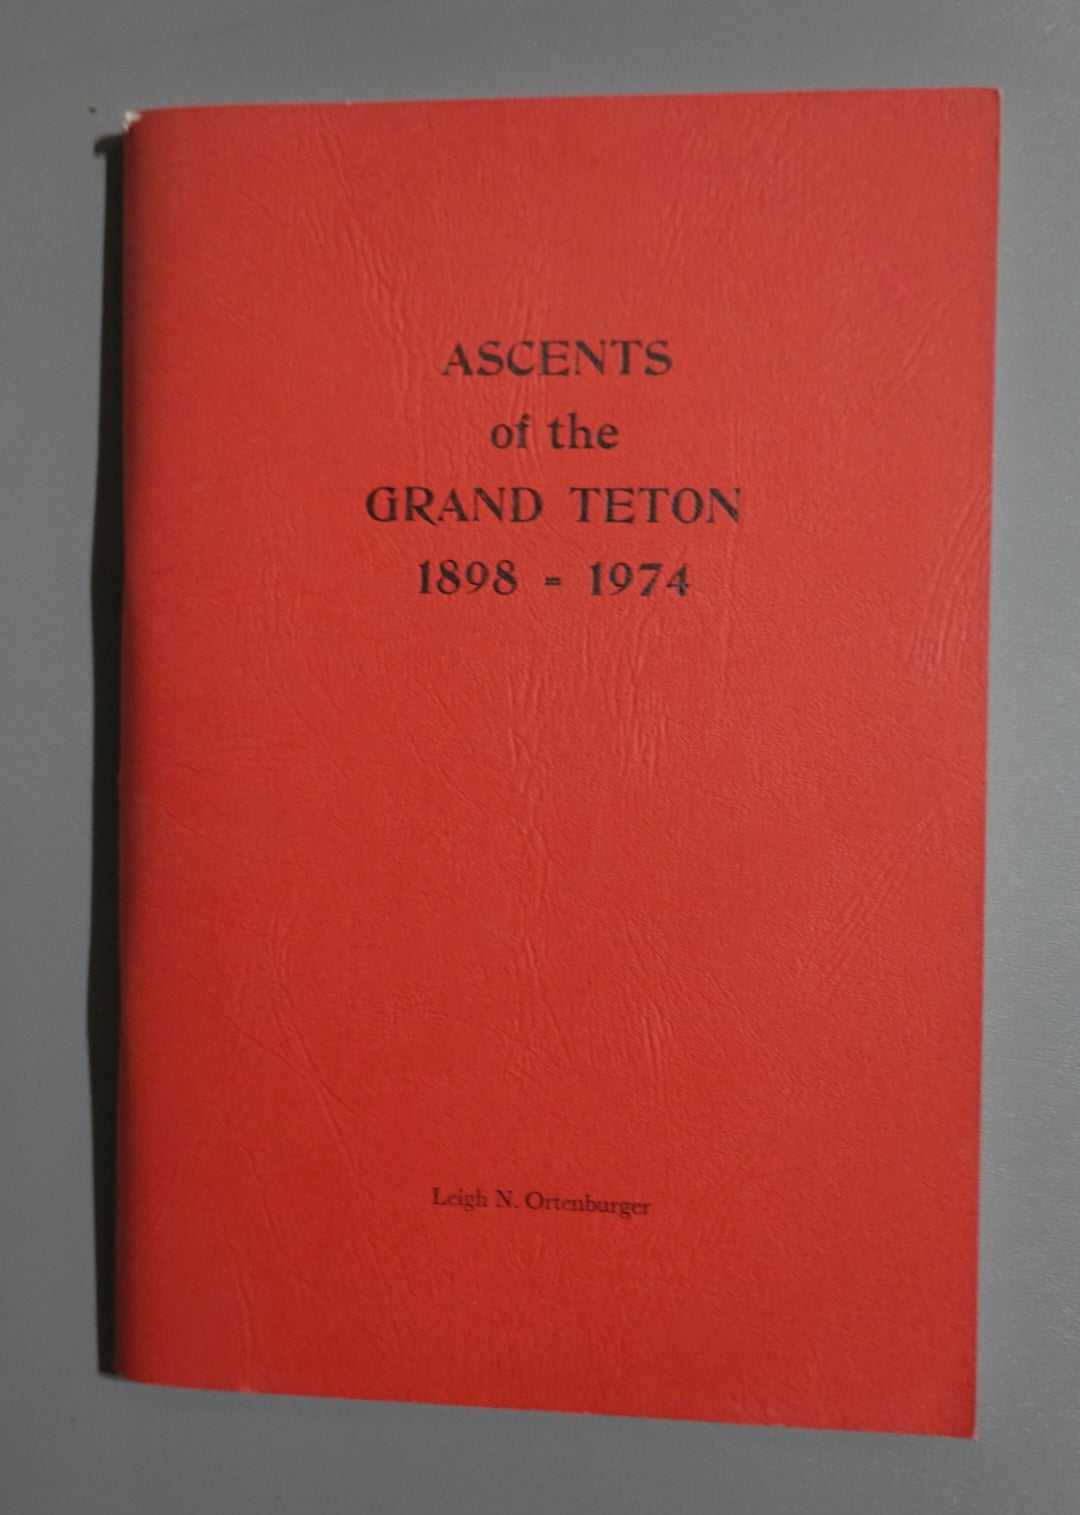 ASCENTS
of the
GRAND TETON
1898 = 1974
Leigh N. Ortenburger